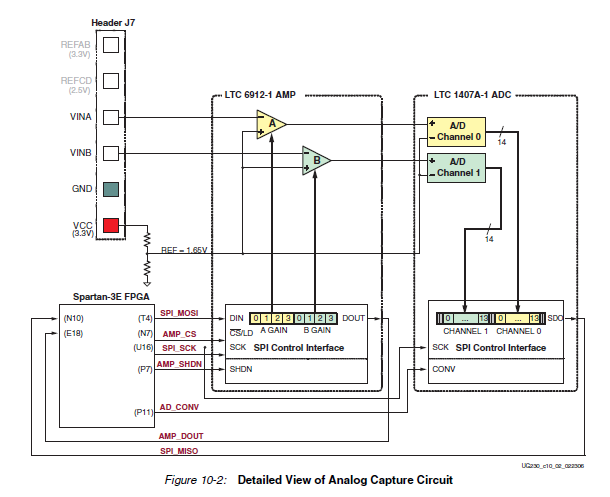 Header J7
REFAB
(3.3V)
REFCD
(2.5V)
VINA
VINB
GND
VCC
(3.3V)
REF = 1.65V
LTC 6912-1 AMP
A
B
LTC 1407A-1 ADC
A/D
Channel 0
A/D
Channel 1
14
14
Spartan-3E FPGA
(N10)
(E18)
(T4)
(N7)
(U16)
(P7)
(P11)
SPI_MOSI
AMP_CS
SPI_SCK
AMP_SHDN
AD_CONV
AMP_DOUT
SPI_MISO
DIN 0 1 2 3 0 1 2 3 DOUT
CS/LD A GAIN B GAIN
SCK SPI Control Interface
SHDN
0 ... 13 0 ... 13 SDO
CHANNEL 1 CHANNEL 0
SCK SPI Control Interface
CONV
UG230_c10_02_022306
Figure 10-2: Detailed View of Analog Capture Circuit